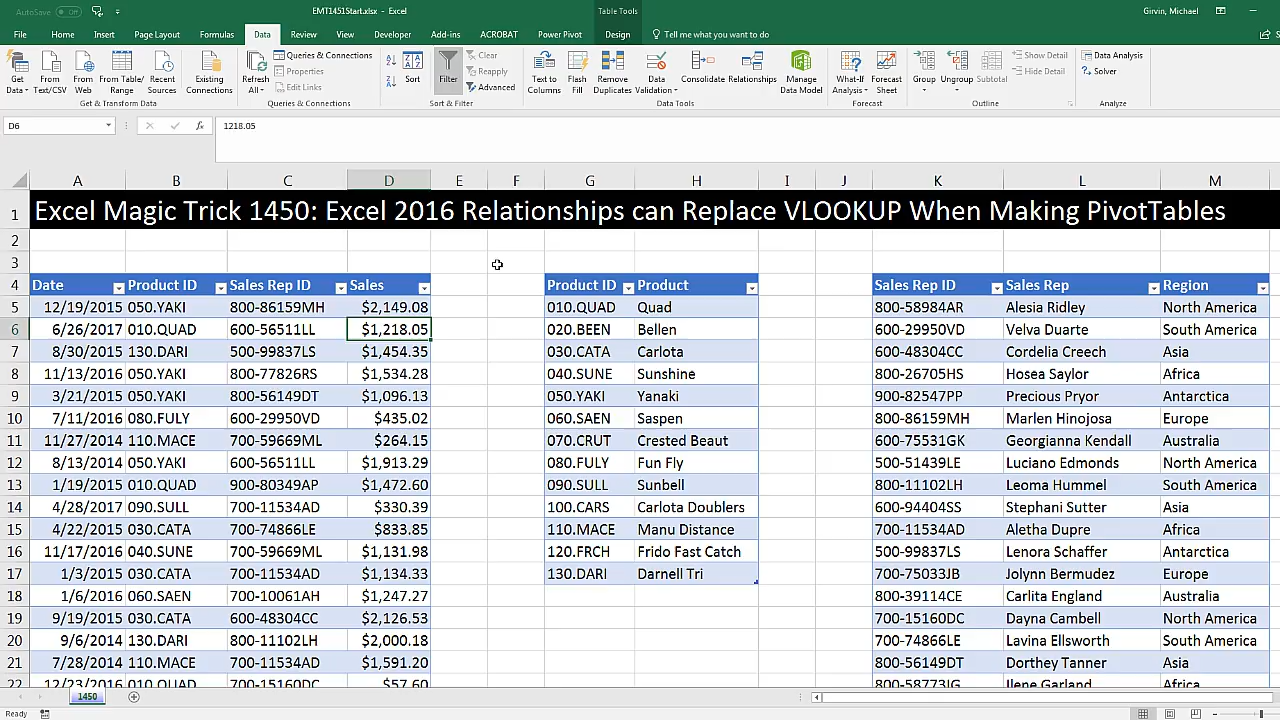 AutoSave Off
EMT1451Start.xlsx - Excel
Table Tools
Girvin, Michael
File Home Insert Page Layout Formulas Data Review View Developer Add-ins ACROBAT Power Pivot Design Tell me what you want to do
Get Data
From Text/CSV
From Web
From Table/ Range
Recent Sources
Existing Connections
Get & Transform Data
Refresh All
Queries & Connections
Properties
Edit Links
Queries & Connections
Sort
Filter
Clear
Reapply
Advanced
Sort & Filter
Text to Columns
Flash Fill
Remove Duplicates
Data Validation
Consolidate
Relationships
Manage Data Model
Data Tools
What-If Analysis
Forecast Sheet
Forecast
Group
Ungroup
Subtotal
Show Detail
Hide Detail
Outline
Data Analysis
Solver
Analyze
D6 fx 1218.05
A B C D E F G H I J K L M
1 Excel Magic Trick 1450: Excel 2016 Relationships can Replace VLOOKUP When Making PivotTables
2
3
4 Date Product ID Sales Rep ID Sales Product ID Product Sales Rep ID Sales Rep Region
5 12/19/2015 050.YAKI 800-86159MH $2,149.08 010.QUAD Quad 800-58984AR Alesia Ridley North America
6 6/26/2017 010.QUAD 600-56511LL $1,218.05 020.BEEN Bellen 600-29950VD Velva Duarte South America
7 8/30/2015 130.DARI 500-99837LS $1,454.35 030.CATA Carlota 600-48304CC Cordelia Creech Asia
8 11/13/2016 050.YAKI 800-77826RS $1,534.28 040.SUNE Sunshine 800-26705HS Hosea Saylor Africa
9 3/21/2015 050.YAKI 800-56149DT $1,096.13 050.YAKI Yanaki 900-82547PP Precious Pryor Antarctica
10 7/11/2016 080.FULY 600-29950VD $435.02 060.SAEN Saspen 800-86159MH Marlen Hinojosa Europe
11 11/27/2014 110.MACE 700-59669ML $264.15 070.CRUT Crested Beaut 600-75531GK Georgianna Kendall Australia
12 8/13/2014 050.YAKI 600-56511LL $1,913.29 080.FULY Fun Fly 500-51439LE Luciano Edmonds North America
13 1/19/2015 010.QUAD 900-80349AP $1,472.60 090.SULL Sunbell 800-11102LH Leoma Hummel South America
14 4/28/2017 090.SULL 700-11534AD $330.39 100.CARS Carlota Doublers 600-94404SS Stephani Sutter Asia
15 4/22/2015 030.CATA 700-74866LE $833.85 110.MACE Manu Distance 700-11534AD Aletha Dupre Africa
16 11/17/2016 040.SUNE 700-59669ML $1,131.98 120.FRCH Frido Fast Catch 500-99837LS Lenora Schaffer Antarctica
17 1/3/2015 030.CATA 700-11534AD $1,134.33 130.DARI Darnell Tri 700-75033JB Jolynn Bermudez Europe
18 1/6/2016 060.SAEN 700-10061AH $1,247.27 800-39114CE Carlita England Australia
19 9/19/2015 030.CATA 600-48304CC $2,126.53 700-15160DC Dayna Cambell North America
20 9/6/2014 130.DARI 800-11102LH $2,000.18 700-74866LE Lavina Ellsworth South America
21 7/28/2014 110.MACE 700-11534AD $1,591.20 800-56149DT Dorthey Tanner Asia
22 12/23/2016 010.QUAD 700-15160DC $57.60 800-58773IG Ilene Garland Africa
1450
Ready